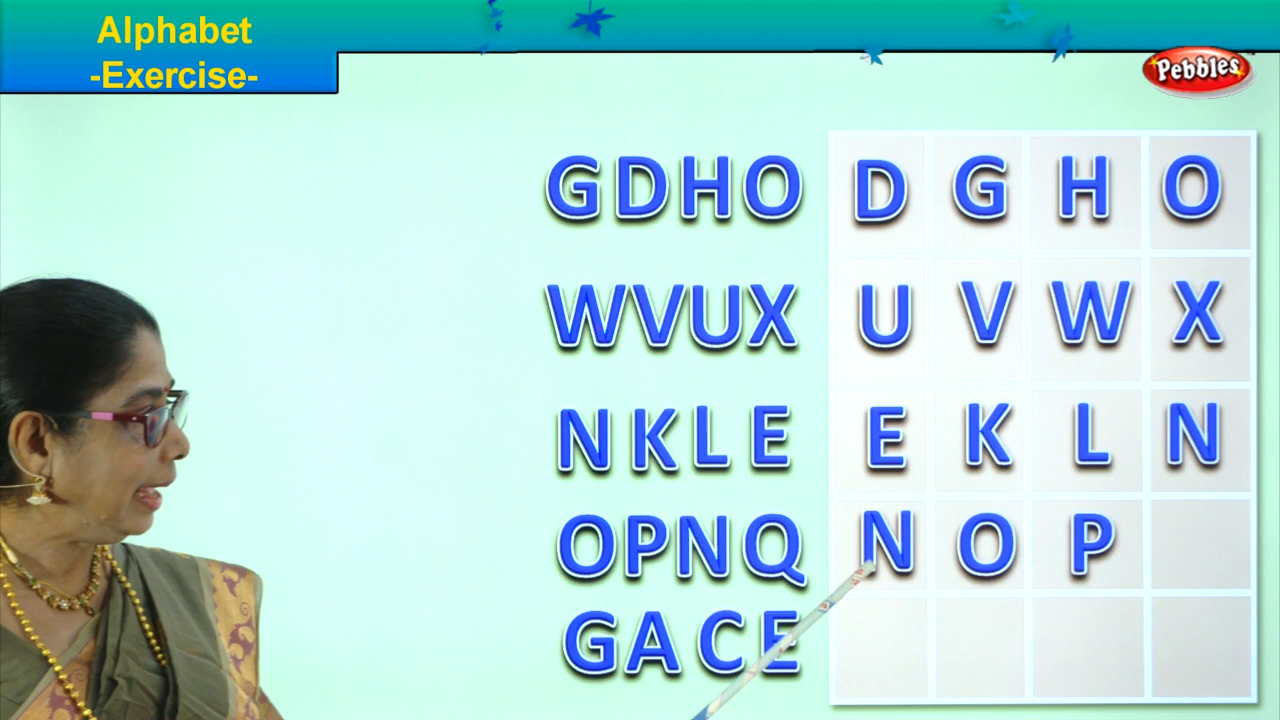 Alphabet
-Exercise-
Pebbles
GDHO D G H O
WVUX U V W X
NKLE E K L N
OPNQ N O P
GACE